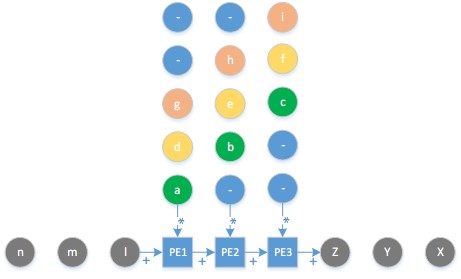 - - i
- h f
g e c
d b -
a - -
* * *
n m l PE1 PE2 PE3 Z Y X
+ + + +